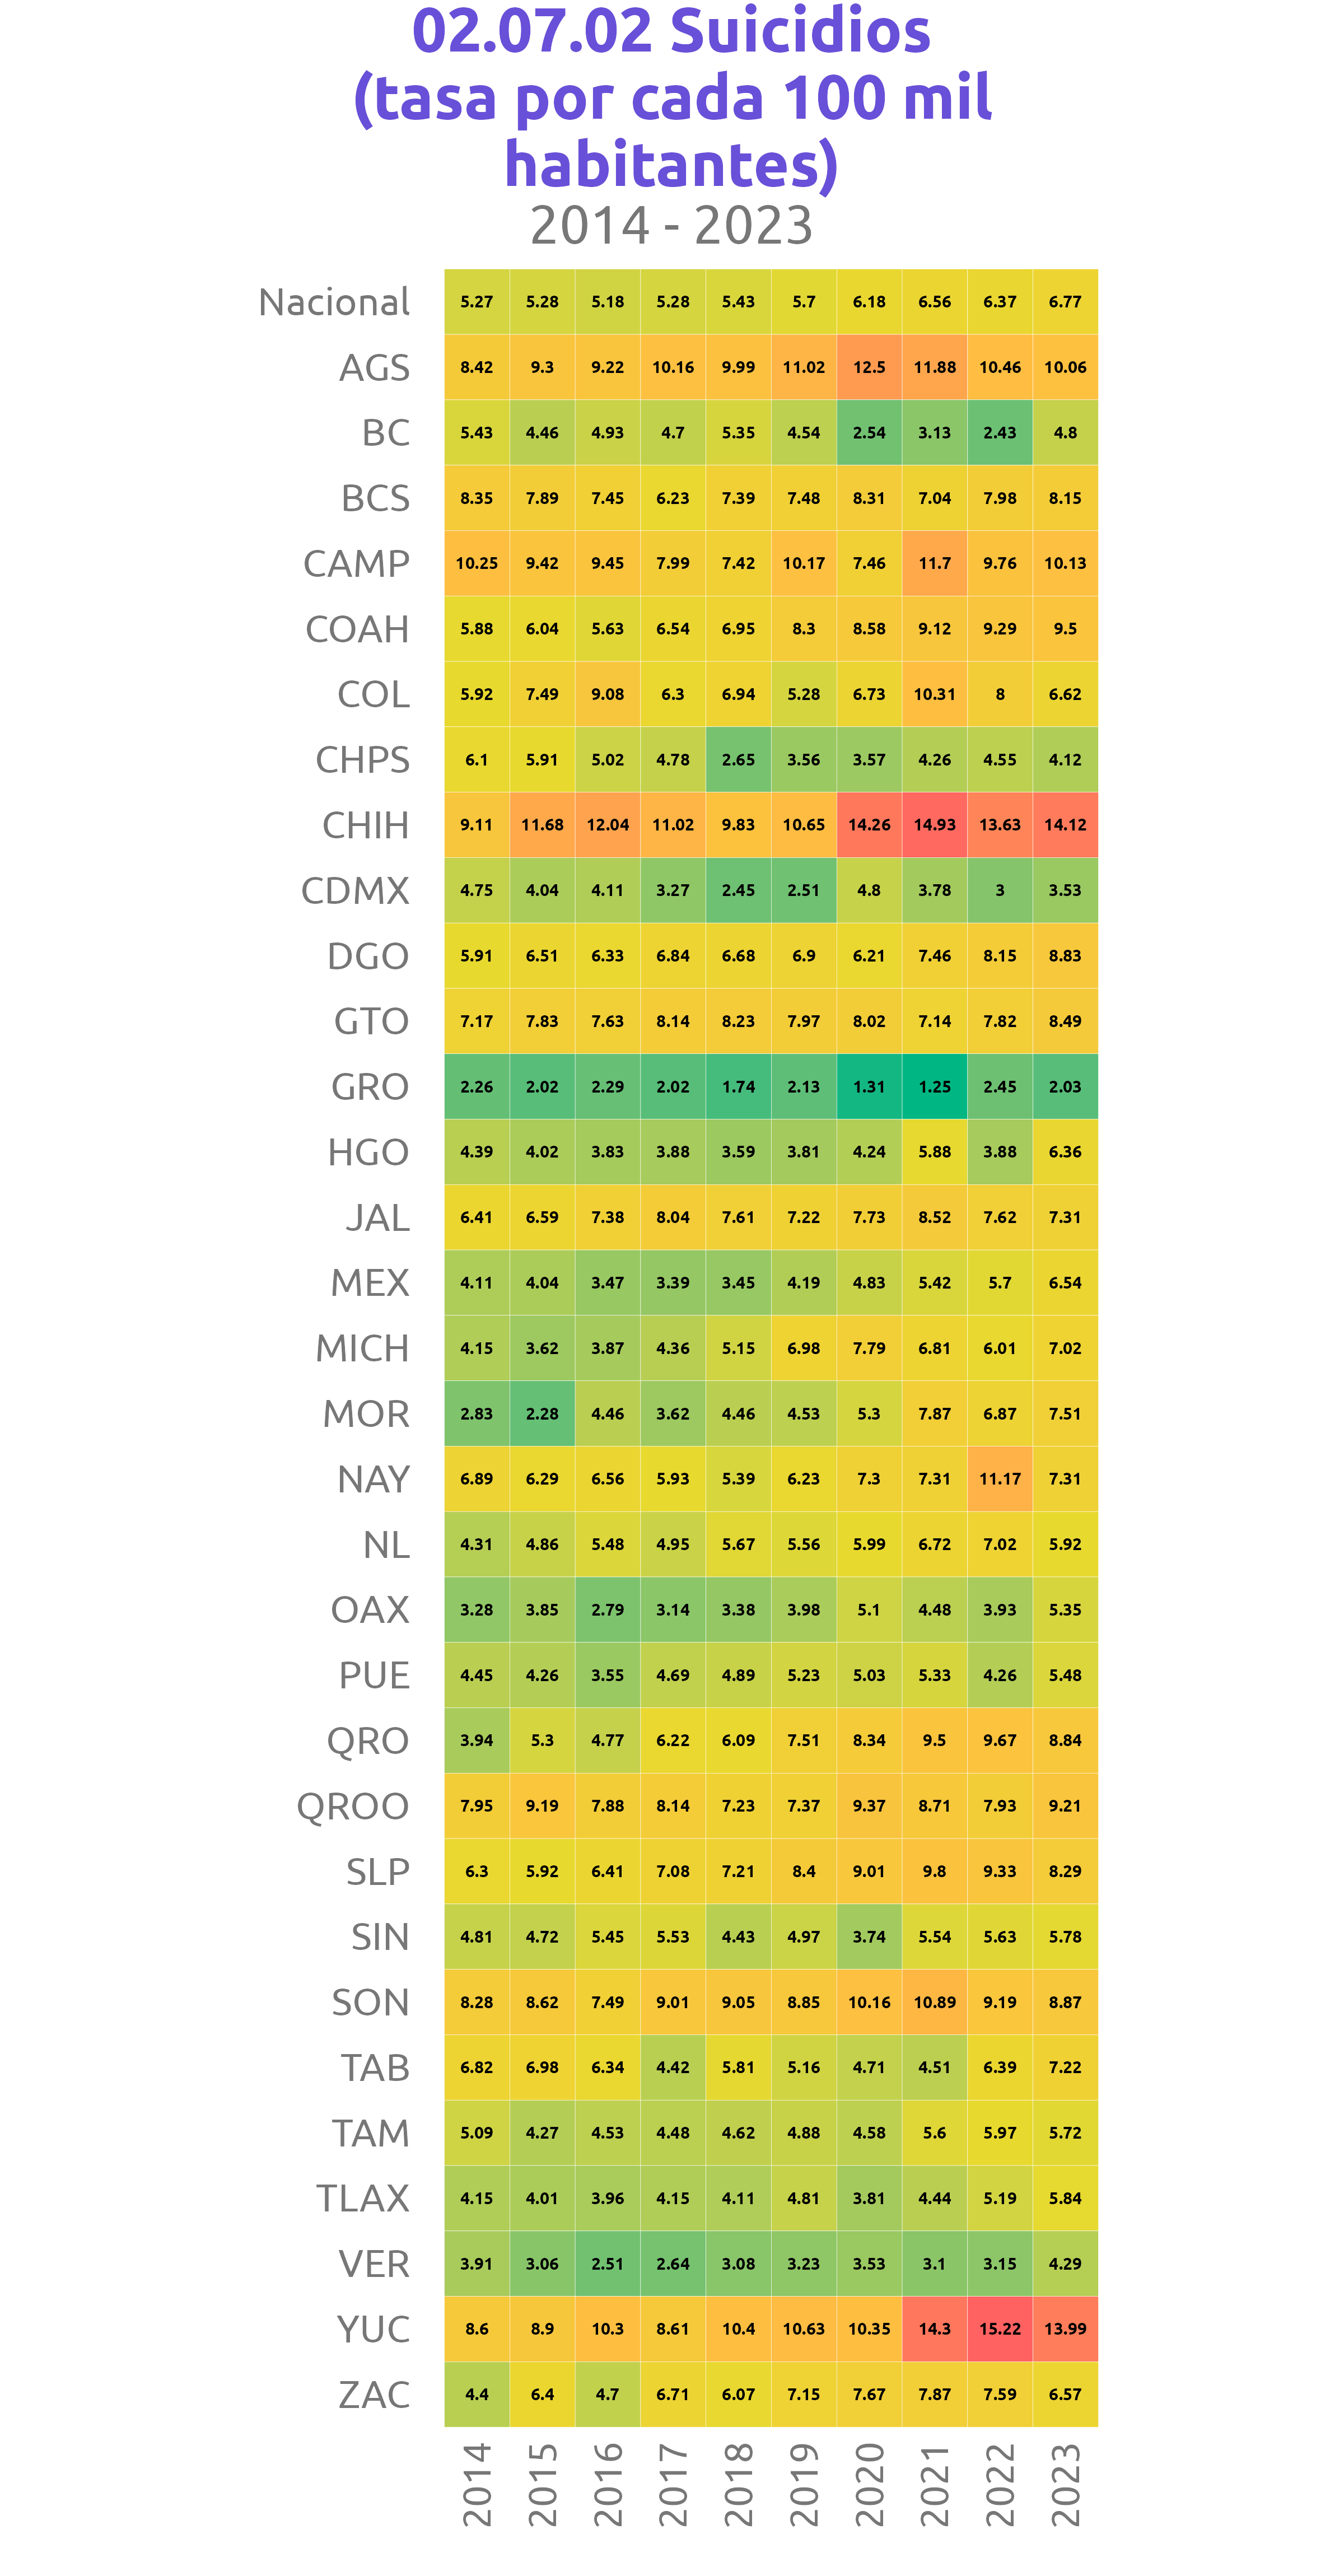 02.07.02 Suicidios
(tasa por cada 100 mil
habitantes)
2014 - 2023
Nacional 5.27 5.28 5.18 5.28 5.43 5.7 6.18 6.56 6.37 6.77
AGS 8.42 9.3 9.22 10.16 9.99 11.02 12.5 11.88 10.46 10.06
BC 5.43 4.46 4.93 4.7 5.35 4.54 2.54 3.13 2.43 4.8
BCS 8.35 7.89 7.45 6.23 7.39 7.48 8.31 7.04 7.98 8.15
CAMP 10.25 9.42 9.45 7.99 7.42 10.17 7.46 11.7 9.76 10.13
COAH 5.88 6.04 5.63 6.54 6.95 8.3 8.58 9.12 9.29 9.5
COL 5.92 7.49 9.08 6.3 6.94 5.28 6.73 10.31 8 6.62
CHPS 6.1 5.91 5.02 4.78 2.65 3.56 3.57 4.26 4.55 4.12
CHIH 9.11 11.68 12.04 11.02 9.83 10.65 14.26 14.93 13.63 14.12
CDMX 4.75 4.04 4.11 3.27 2.45 2.51 4.8 3.78 3 3.53
DGO 5.91 6.51 6.33 6.84 6.68 6.9 6.21 7.46 8.15 8.83
GTO 7.17 7.83 7.63 8.14 8.23 7.97 8.02 7.14 7.82 8.49
GRO 2.26 2.02 2.29 2.02 1.74 2.13 1.31 1.25 2.45 2.03
HGO 4.39 4.02 3.83 3.88 3.59 3.81 4.24 5.88 3.88 6.36
JAL 6.41 6.59 7.38 8.04 7.61 7.22 7.73 8.52 7.62 7.31
MEX 4.11 4.04 3.47 3.39 3.45 4.19 4.83 5.42 5.7 6.54
MICH 4.15 3.62 3.87 4.36 5.15 6.98 7.79 6.81 6.01 7.02
MOR 2.83 2.28 4.46 3.62 4.46 4.53 5.3 7.87 6.87 7.51
NAY 6.89 6.29 6.56 5.93 5.39 6.23 7.3 7.31 11.17 7.31
NL 4.31 4.86 5.48 4.95 5.67 5.56 5.99 6.72 7.02 5.92
OAX 3.28 3.85 2.79 3.14 3.38 3.98 5.1 4.48 3.93 5.35
PUE 4.45 4.26 3.55 4.69 4.89 5.23 5.03 5.33 4.26 5.48
QRO 3.94 5.3 4.77 6.22 6.09 7.51 8.34 9.5 9.67 8.84
QROO 7.95 9.19 7.88 8.14 7.23 7.37 9.37 8.71 7.93 9.21
SLP 6.3 5.92 6.41 7.08 7.21 8.4 9.01 9.8 9.33 8.29
SIN 4.81 4.72 5.45 5.53 4.43 4.97 3.74 5.54 5.63 5.78
SON 8.28 8.62 7.49 9.01 9.05 8.85 10.16 10.89 9.19 8.87
TAB 6.82 6.98 6.34 4.42 5.81 5.16 4.71 4.51 6.39 7.22
TAM 5.09 4.27 4.53 4.48 4.62 4.88 4.58 5.6 5.97 5.72
TLAX 4.15 4.01 3.96 4.15 4.11 4.81 3.81 4.44 5.19 5.84
VER 3.91 3.06 2.51 2.64 3.08 3.23 3.53 3.1 3.15 4.29
YUC 8.6 8.9 10.3 8.61 10.4 10.63 10.35 14.3 15.22 13.99
ZAC 4.4 6.4 4.7 6.71 6.07 7.15 7.67 7.87 7.59 6.57
2014 2015 2016 2017 2018 2019 2020 2021 2022 2023